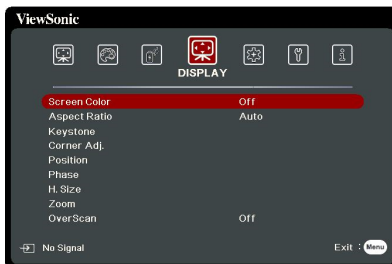 ViewSonic
DISPLAY
Screen Color Off
Aspect Ratio Auto
Keystone
Corner Adj.
Position
Phase
H. Size
Zoom
OverScan Off
No Signal Exit : Menu